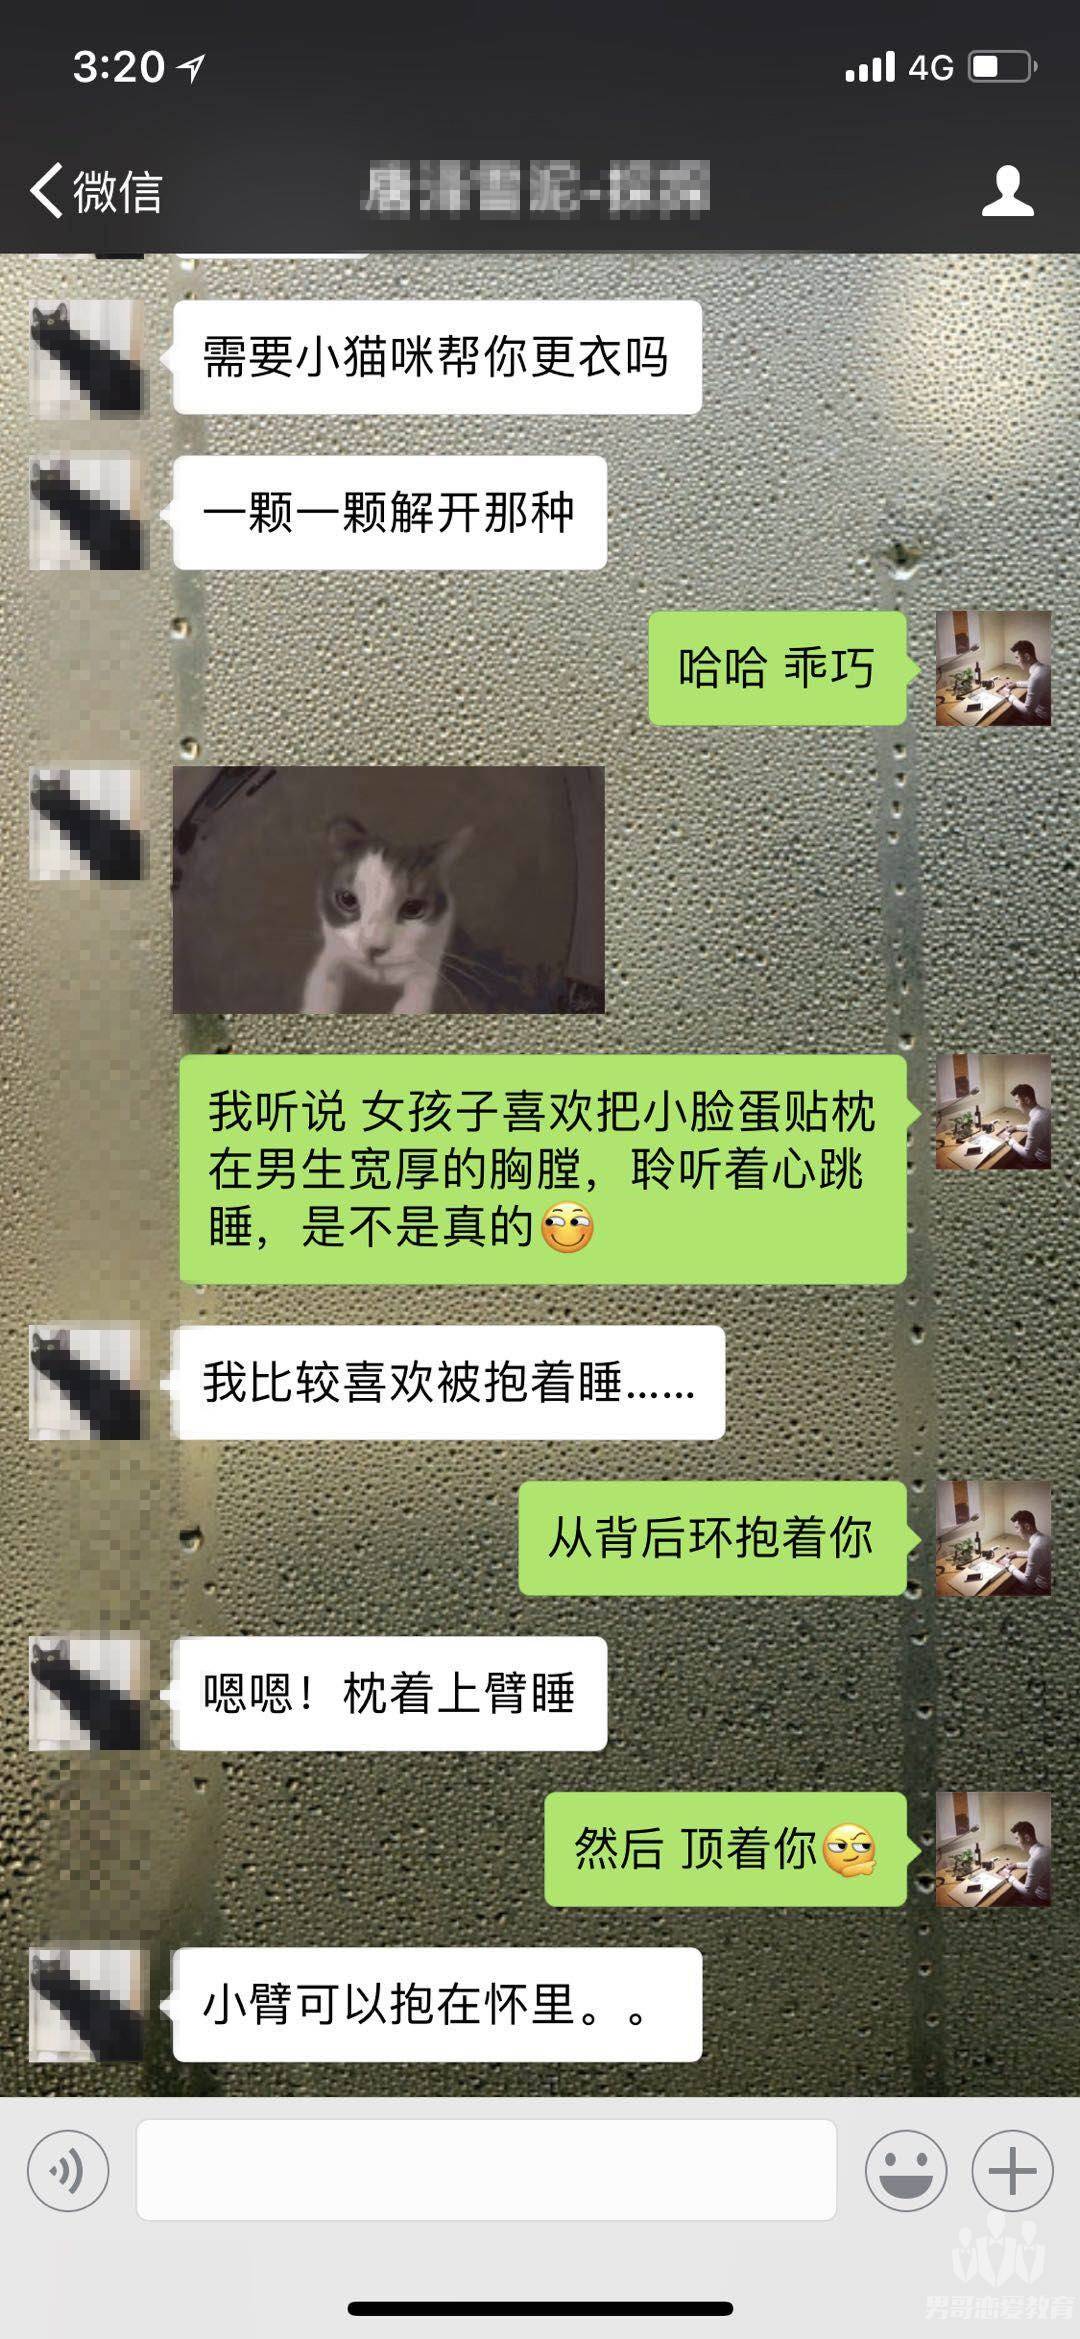 3:20
4G
微信
需要小猫咪帮你更衣吗
一颗一颗解开那种
哈哈 乖巧
我听说 女孩子喜欢把小脸蛋贴枕
在男生宽厚的胸膛，聆听着心跳
睡，是不是真的
我比较喜欢被抱着睡......
从背后环抱着你
嗯嗯！枕着上臂睡
然后 顶着你
小臂可以抱在怀里。。
男哥恋爱教育